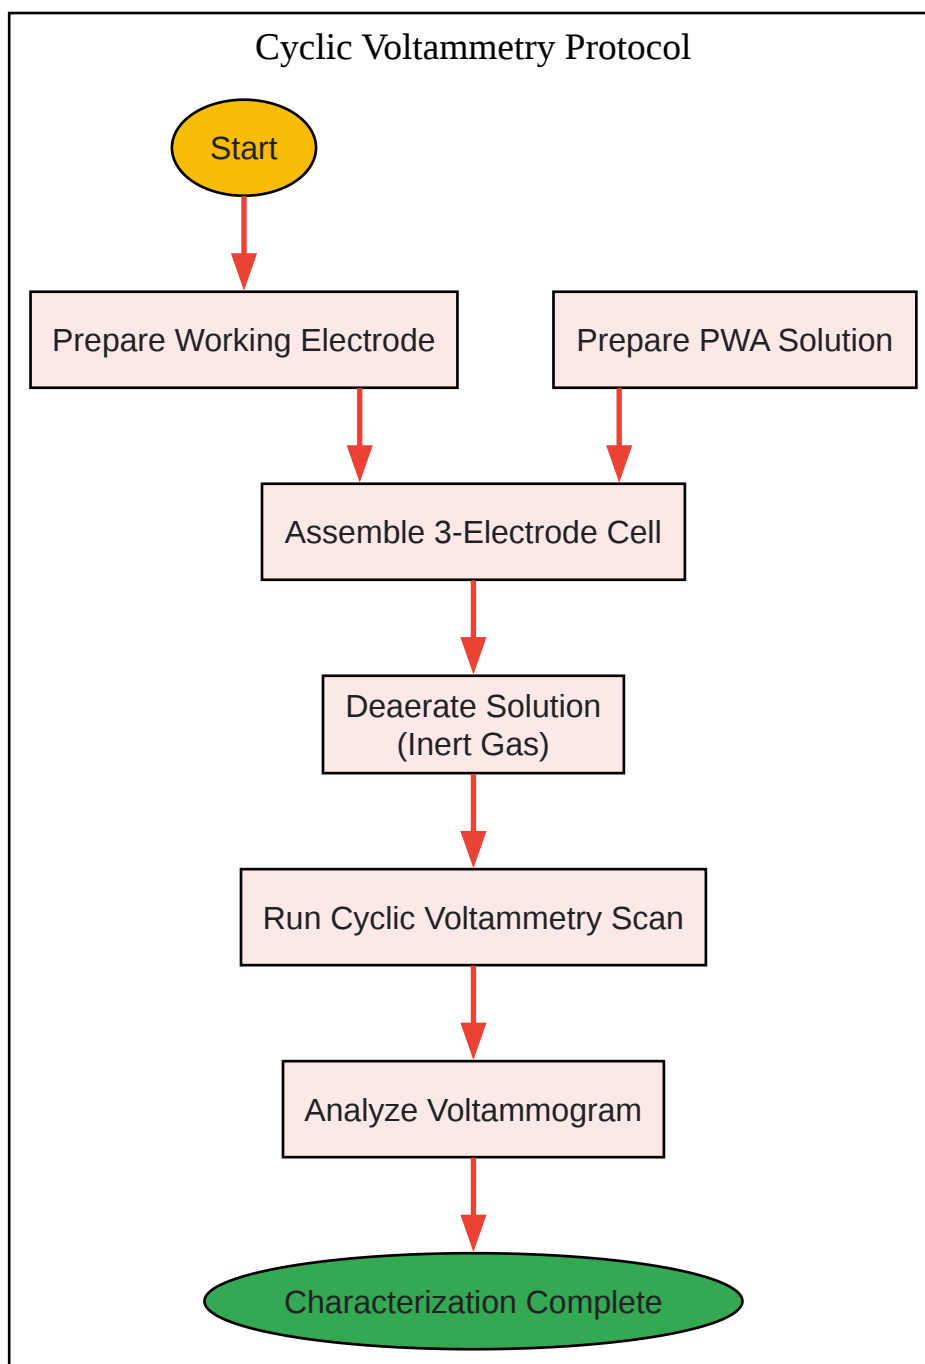 Cyclic Voltammetry Protocol
Start
Prepare Working Electrode
Prepare PWA Solution
Assemble 3-Electrode Cell
Deaerate Solution
(Inert Gas)
Run Cyclic Voltammetry Scan
Analyze Voltammogram
Characterization Complete